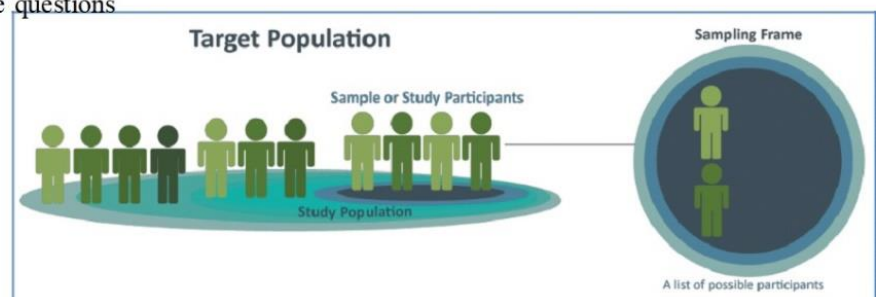 e questions
Target Population
Sampling Frame
Sample or Study Participants
Study Population
A list of possible participants